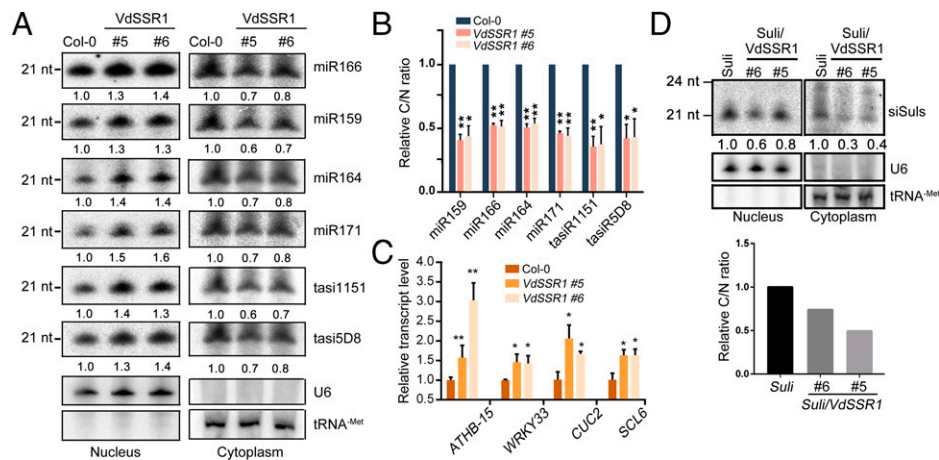 A
VdSSR1 VdSSR1
Col-0 #5 #6 Col-0 #5 #6
21 nt miR166
1.0 1.3 1.4 1.0 0.7 0.8
21 nt miR159
1.0 1.3 1.3 1.0 0.6 0.7
21 nt miR164
1.0 1.4 1.4 1.0 0.7 0.8
21 nt miR171
1.0 1.5 1.6 1.0 0.7 0.8
21 nt tasi1151
1.0 1.4 1.3 1.0 0.6 0.7
21 nt tasi5D8
1.0 1.3 1.4 1.0 0.7 0.8
U6
tRNA-Met
Nucleus Cytoplasm
B
Col-0
VdSSR1 #5
VdSSR1 #6
Relative C/N ratio
1.0
0.5
0.0
** * ** ** ** ** ** ** ** * * *
miR159 miR166 miR164 miR171 tasiR1151 tasiR5D8
C
Col-0
VdSSR1 #5
VdSSR1 #6
Relative transcript level
4.0
3.5
3.0
2.5
2.0
1.5
1.0
0.5
** ** * * * * * *
ATHB-15 WRKY33 CUC2 SCL6
D
Suli/ Suli/
Suli VdSSR1 Suli VdSSR1
#6 #5 #6 #5
24 nt
21 nt siSuls
1.0 0.6 0.8 1.0 0.3 0.4
U6
tRNA-Met
Nucleus Cytoplasm
Relative C/N ratio
1.5
1.0
0.5
0.0
Suli #6 #5
Suli/VdSSR1